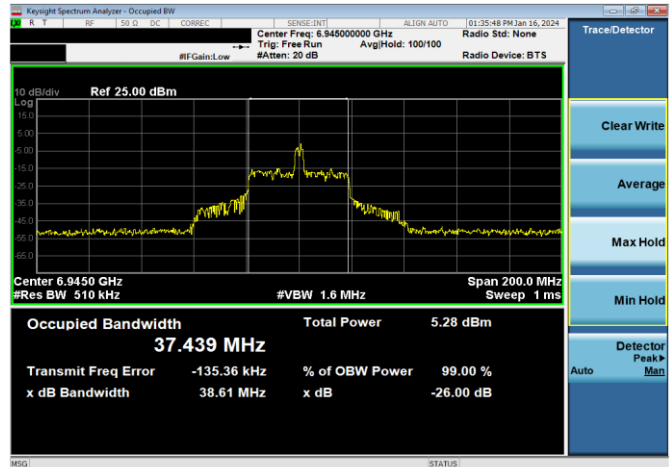 Keysight Spectrum Analyzer - Occupied BW
R T RF 50 Ω DC CORREC SENSE:INT ALIGN AUTO 01:35:48 PM Jan 16, 2024
Center Freq: 6.945000000 GHz Radio Std: None
Trig: Free Run Avg|Hold: 100/100
#IFGain:Low #Atten: 20 dB Radio Device: BTS
Trace/Detector
10 dB/div Ref 25.00 dBm
Log
15.0
5.00
-5.00
-15.0
-25.0
-35.0
-45.0
-55.0
-65.0
Center 6.9450 GHz Span 200.0 MHz
#Res BW 510 kHz #VBW 1.6 MHz Sweep 1 ms
Occupied Bandwidth Total Power 5.28 dBm
37.439 MHz
Transmit Freq Error -135.36 kHz % of OBW Power 99.00 %
x dB Bandwidth 38.61 MHz x dB -26.00 dB
Clear Write
Average
Max Hold
Min Hold
Detector
Peak▶
Auto Man
MSG STATUS